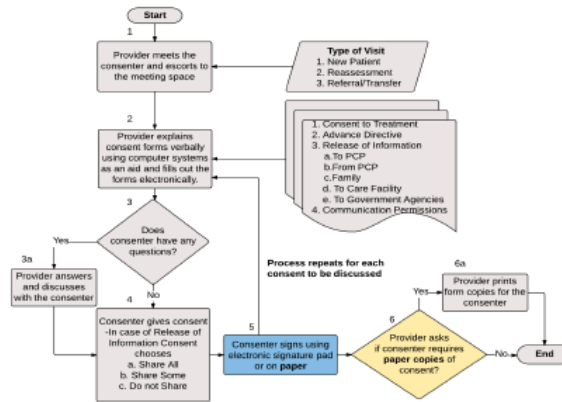 Start
1
Provider meets the
consenter and escorts to
the meeting space
Type of Visit
1. New Patient
2. Reassessment
3. Referral/Transfer
2
Provider explains
consent forms verbally
using computer systems
as an aid and fills out the
forms electronically.
1. Consent to Treatment
2. Advance Directive
3. Release of Information
a.To PCP
b.From PCP
c.Family
d. To Care Facility
e. To Government Agencies
4. Communication Permissions
3
Does
consenter have any
questions?
Yes
No
3a
Provider answers
and discusses
with the consenter
Process repeats for each
consent to be discussed
4
Consenter gives consent
-In case of Release of
Information Consent
chooses
a. Share All
b. Share Some
c. Do not Share
5
Consenter signs using
electronic signature pad
or on paper
6
Provider asks
if consenter requires
paper copies of
consent?
Yes
No
6a
Provider prints
form copies for the
consenter
End